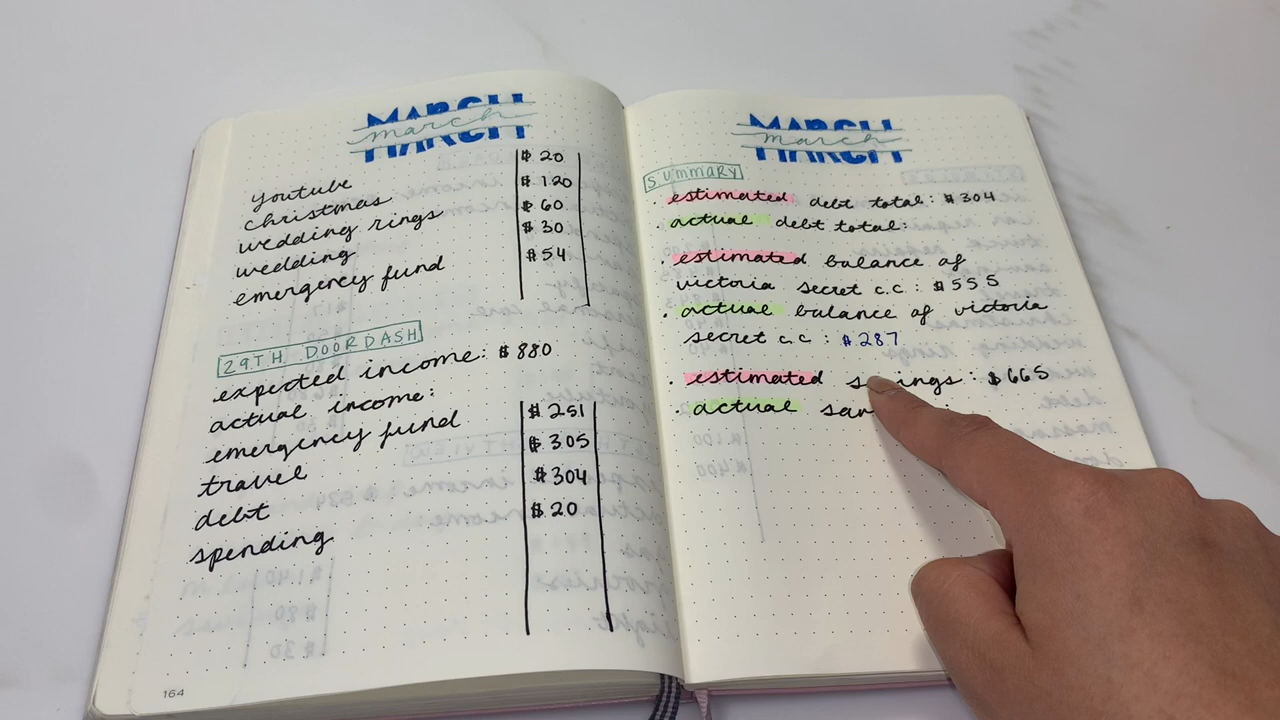 MARCH
march
youtube $20
christmas $120
wedding rings $60
wedding $30
emergency fund $54
29TH DOORDASH
expected income: $880
actual income:
emergency fund $251
travel $305
debt $304
spending $20
164
MARCH
march
SUMMARY
. estimated debt total: $304
. actual debt total:
. estimated balance of
victoria secret c.c: $555
. actual balance of victoria
secret c.c: $287
. estimated savings: $665
. actual